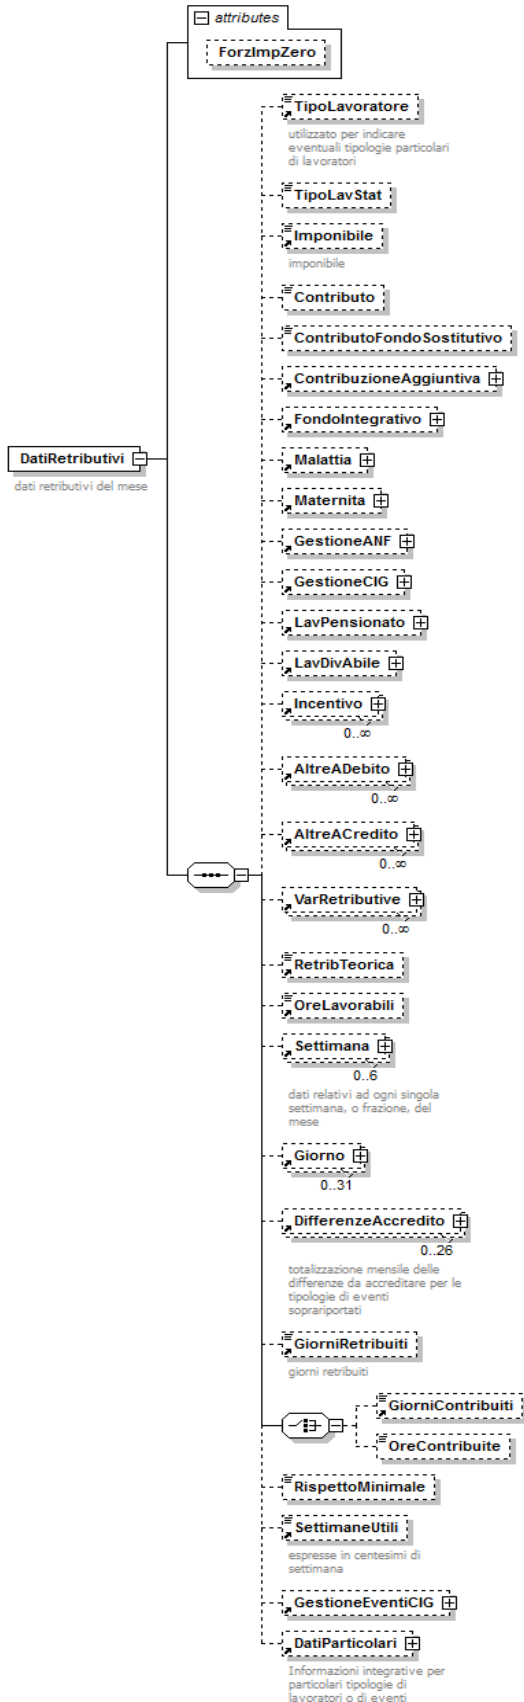 attributes
ForzImpZero
TipoLavoratore
utilizzato per indicare
eventuali tipologie particolari
di lavoratori
TipoLavStat
Imponibile
imponibile
Contributo
ContributoFondoSostitutivo
ContribuzioneAggiuntiva
FondoIntegrativo
DatiRetributivi
dati retributivi del mese
Malattia
Maternita
GestioneANF
GestioneCIG
LavPensionato
LavDivAbile
Incentivo
0..∞
AltreADebito
0..∞
AltreACredito
0..∞
VarRetributive
0..∞
RetribTeorica
OreLavorabili
Settimana
0..6
dati relativi ad ogni singola
settimana, o frazione, del
mese
Giorno
0..31
DifferenzeAccredito
0..26
totalizzazione mensile delle
differenze da accreditare per le
tipologie di eventi
soprariportati
GiorniRetribuiti
giorni retribuiti
GiorniContribuiti
OreContribuite
RispettoMinimale
SettimaneUtili
espresse in centesimi di
settimana
GestioneEventiCIG
DatiParticolari
Informazioni integrative per
particolari tipologie di
lavoratori o di eventi